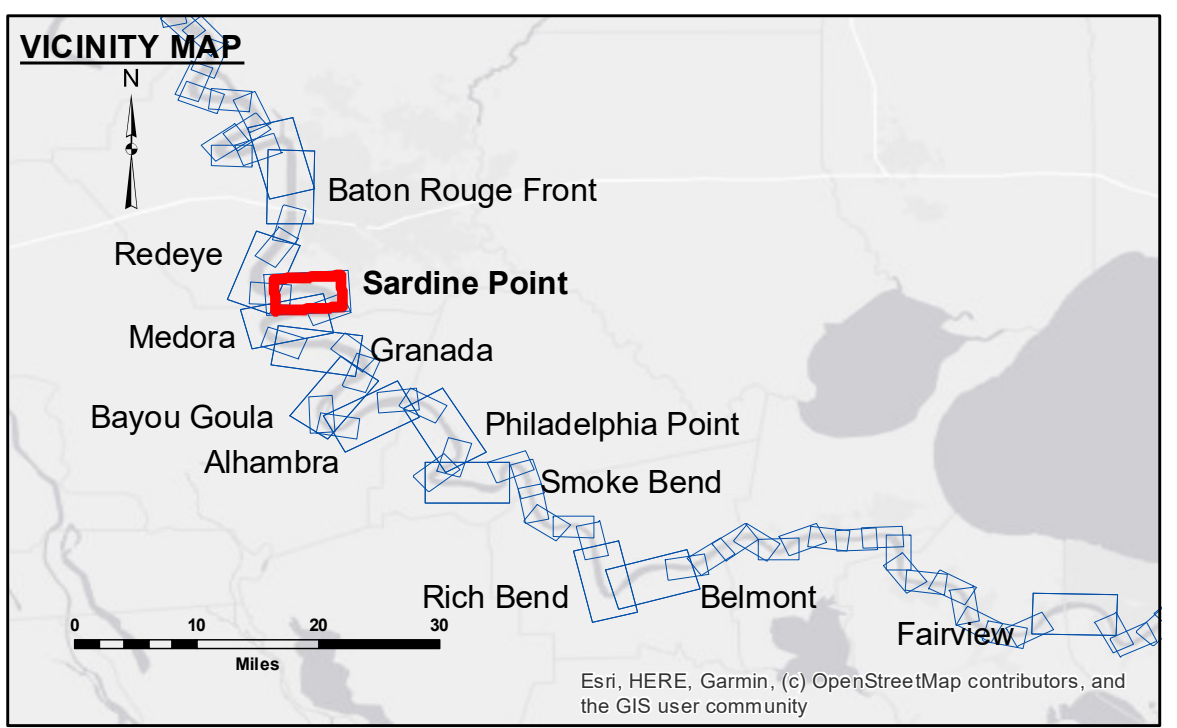 VICINITY MAP
N
Baton Rouge Front
Redeye
Sardine Point
Medora
Granada
Bayou Goula
Philadelphia Point
Alhambra
Smoke Bend
Rich Bend
Belmont
Fairview
0 10 20 30
Miles
Esri, HERE, Garmin, (c) OpenStreetMap contributors, and
the GIS user community